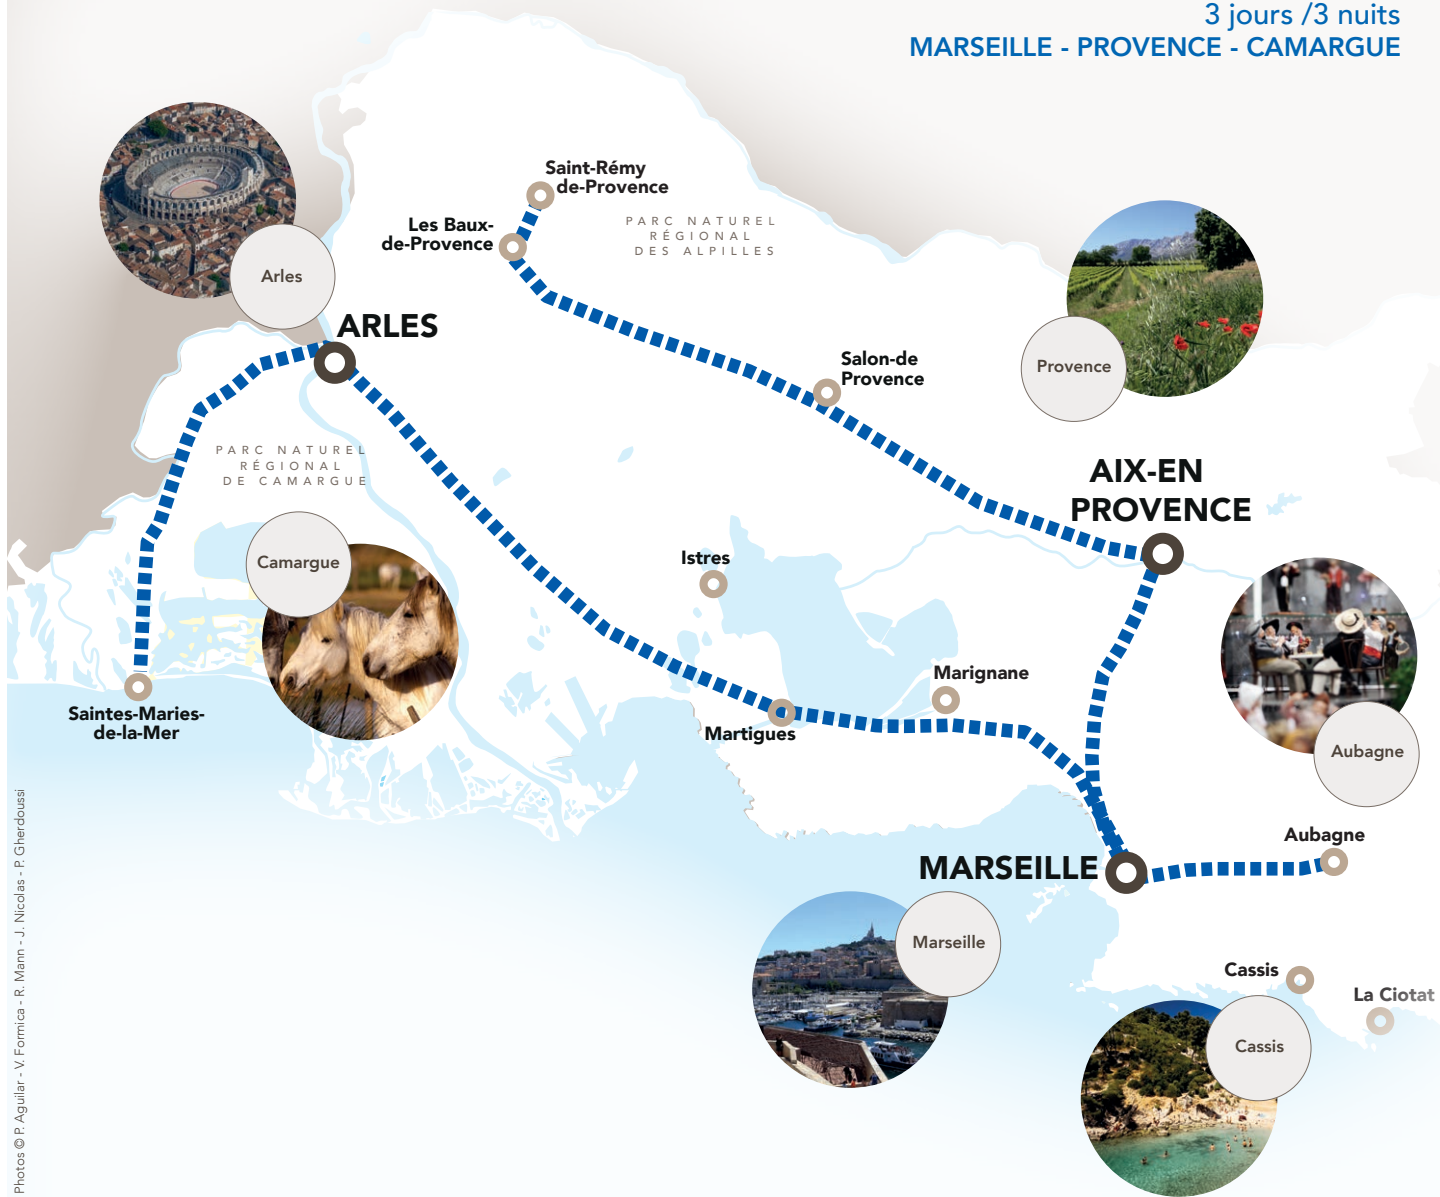 3 jours /3 nuits
MARSEILLE - PROVENCE - CAMARGUE
Saint-Rémy
de-Provence
Les Baux-
de-Provence
PARC NATUREL
RÉGIONAL
DES ALPILLES
Arles
ARLES
Salon-de
Provence
Provence
PARC NATUREL
RÉGIONAL
DE CAMARGUE
AIX-EN
PROVENCE
Camargue
Istres
Marignane
Saintes-Maries-
de-la-Mer
Martigues
Aubagne
Aubagne
MARSEILLE
Marseille
Cassis
La Ciotat
Cassis
Photos © P. Aguilar - V. Formica - R. Mann - J. Nicolas - P. Gherdoussi